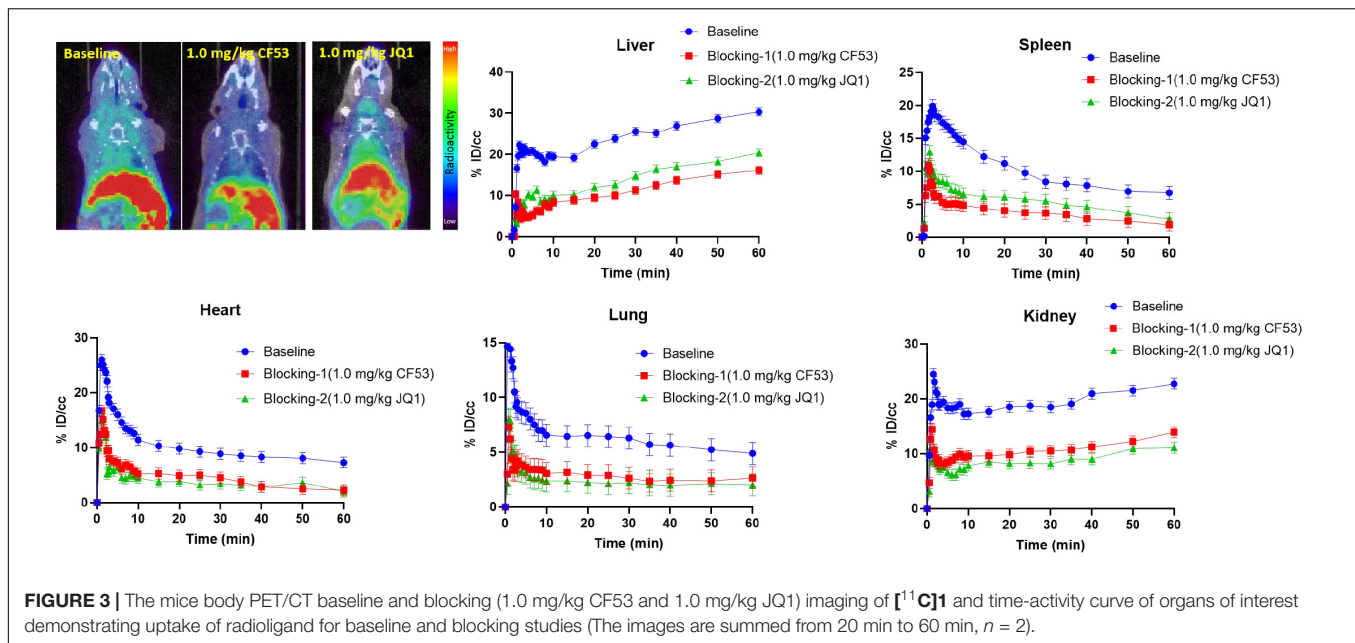 Baseline
1.0 mg/kg CF53
1.0 mg/kg JQ1
High
Radioactivity
Low
Liver
Baseline
Blocking-1(1.0 mg/kg CF53)
Blocking-2(1.0 mg/kg JQ1)
% ID/cc
40
30
20
10
0
0 10 20 30 40 50 60
Time (min)
Spleen
Baseline
Blocking-1(1.0 mg/kg CF53)
Blocking-2(1.0 mg/kg JQ1)
% ID/cc
25
20
15
10
5
0
0 10 20 30 40 50 60
Time (min)
Heart
Baseline
Blocking-1(1.0 mg/kg CF53)
Blocking-2(1.0 mg/kg JQ1)
% ID/cc
30
20
10
0
0 10 20 30 40 50 60
Time (min)
Lung
Baseline
Blocking-1(1.0 mg/kg CF53)
Blocking-2(1.0 mg/kg JQ1)
% ID/cc
15
10
5
0
0 10 20 30 40 50 60
Time (min)
Kidney
Baseline
Blocking-1(1.0 mg/kg CF53)
Blocking-2(1.0 mg/kg JQ1)
% ID/cc
30
20
10
0
0 10 20 30 40 50 60
Time (min)
FIGURE 3 | The mice body PET/CT baseline and blocking (1.0 mg/kg CF53 and 1.0 mg/kg JQ1) imaging of [¹¹C]1 and time-activity curve of organs of interest
demonstrating uptake of radioligand for baseline and blocking studies (The images are summed from 20 min to 60 min, n = 2).